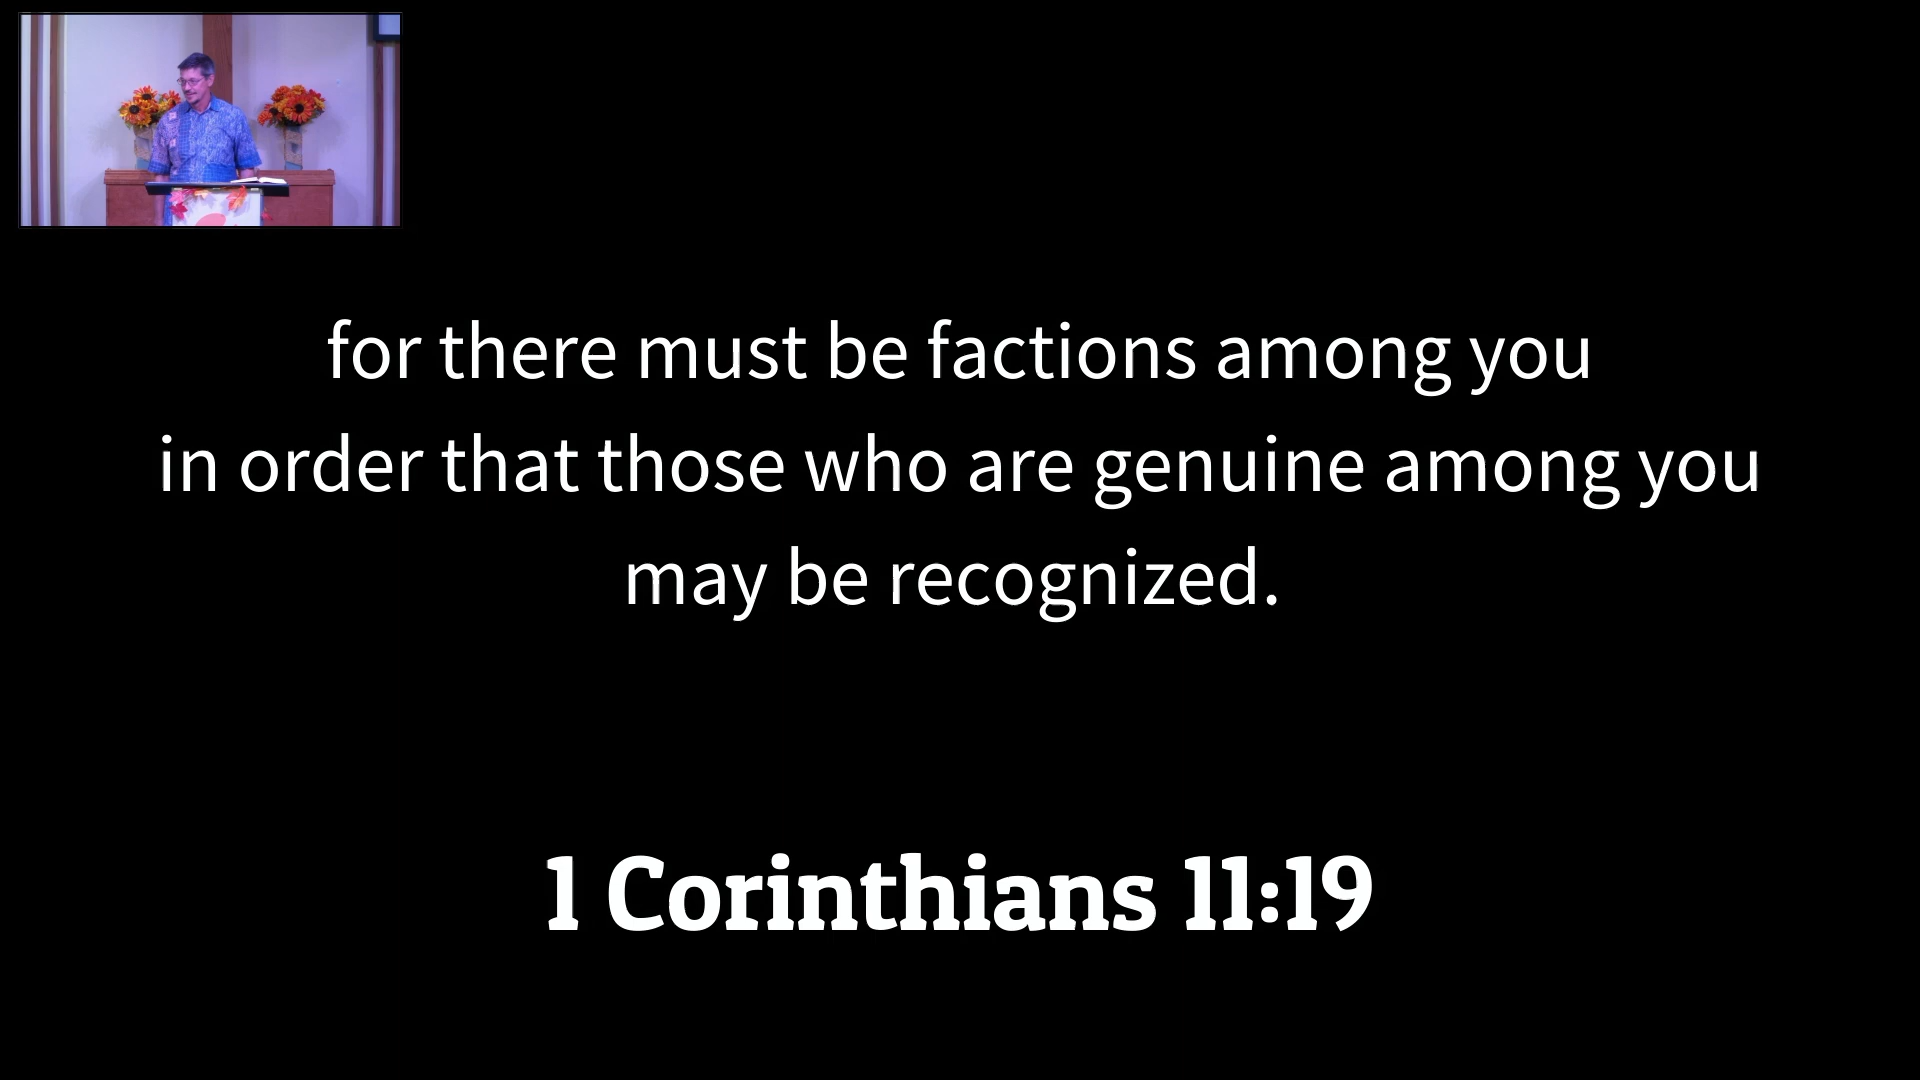 for there must be factions among you
in order that those who are genuine among you
may be recognized.
1 Corinthians 11:19